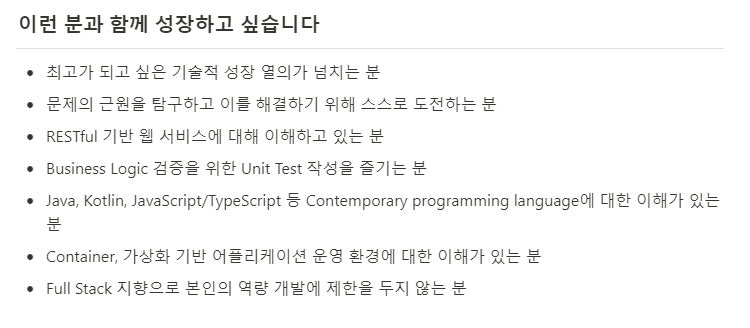 이런 분과 함께 성장하고 싶습니다
• 최고가 되고 싶은 기술적 성장 열의가 넘치는 분
• 문제의 근원을 탐구하고 이를 해결하기 위해 스스로 도전하는 분
• RESTful 기반 웹 서비스에 대해 이해하고 있는 분
• Business Logic 검증을 위한 Unit Test 작성을 즐기는 분
• Java, Kotlin, JavaScript/TypeScript 등 Contemporary programming language에 대한 이해가 있는
분
• Container, 가상화 기반 어플리케이션 운영 환경에 대한 이해가 있는 분
• Full Stack 지향으로 본인의 역량 개발에 제한을 두지 않는 분